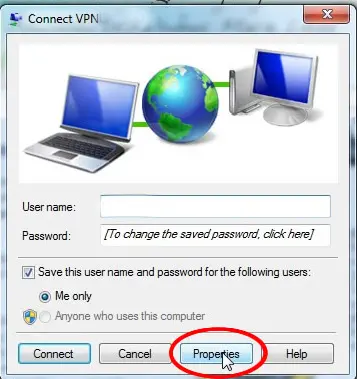 Connect VPN
User name:
Password: [To change the saved password, click here]
Save this user name and password for the following users:
Me only
Anyone who uses this computer
Connect Cancel Properties Help